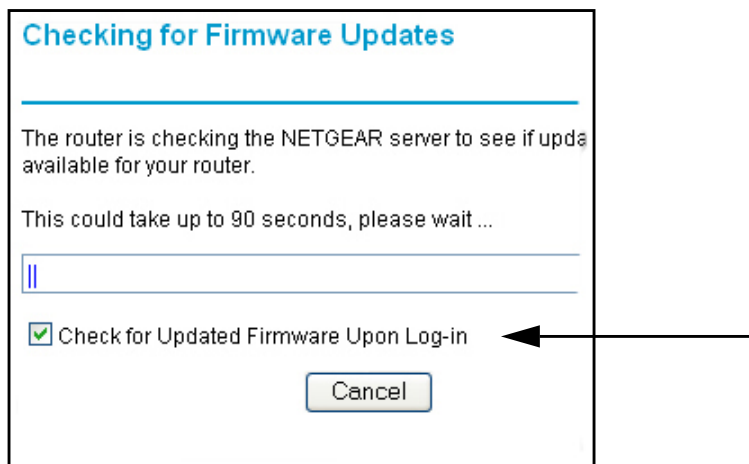 Checking for Firmware Updates
The router is checking the NETGEAR server to see if upda
available for your router.
This could take up to 90 seconds, please wait ...
Check for Updated Firmware Upon Log-in
Cancel